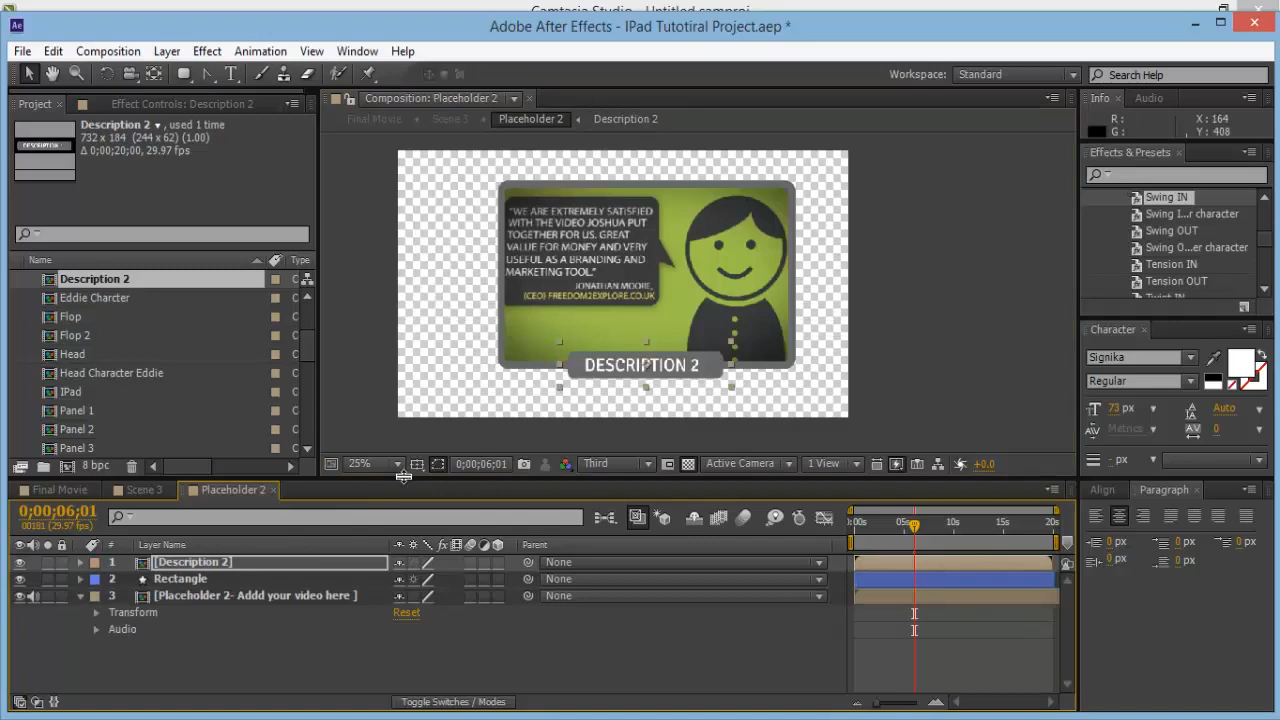 Camtasia Studio - Untitled.camproj
Ae Adobe After Effects - IPad Tutotiral Project.aep *
File Edit Composition Layer Effect Animation View Window Help
Workspace: Standard Search Help
Project Effect Controls: Description 2
Description 2 , used 1 time
732 x 184 (244 x 62) (1.00)
Δ 0;00;20;00, 29.97 fps
Name Type
Description 2 C
Eddie Charcter C
Flop C
Flop 2 C
Head C
Head Character Eddie C
IPad C
Panel 1 C
Panel 2 C
Panel 3 C
8 bpc
Composition: Placeholder 2
Final Movie Scene 3 Placeholder 2 Description 2
"WE ARE EXTREMELY SATISFIED
WITH THE VIDEO JOSHUA PUT
TOGETHER FOR US. GREAT
VALUE FOR MONEY AND VERY
USEFUL AS A BRANDING AND
MARKETING TOOL."
JONATHAN MOORE,
(CEO) FREEDOM2EXPLORE.CO.UK
DESCRIPTION 2
25% 0;00;06;01 Third Active Camera 1 View +0.0
Info Audio
R : X : 164
G : Y : 408
Effects & Presets
Swing IN
Swing I...r character
Swing OUT
Swing O...er character
Tension IN
Tension OUT
Twist IN
Character
Signika
Regular
73 px Auto
Metrics 0
- px
Align Paragraph
0 px 0 px 0 px
0 px 0 px
Final Movie Scene 3 Placeholder 2
0;00;06;01
00181 (29.97 fps)
0:00s 05s 10s 15s 20s
# Layer Name Parent
1 [Description 2] None
2 Rectangle None
3 [Placeholder 2- Addd your video here ] None
Transform Reset
Audio
Toggle Switches / Modes